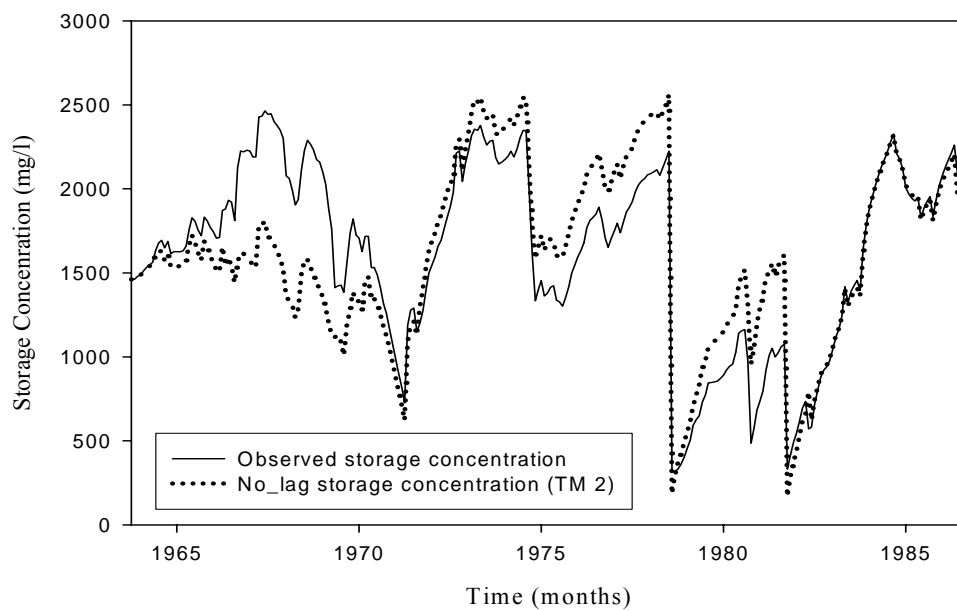 3000
2500
2000
1500
1000
500
0
Storage Concenration (mg/l)
Observed storage concentration
No_lag storage concentration (TM 2)
1965 1970 1975 1980 1985
Time (months)